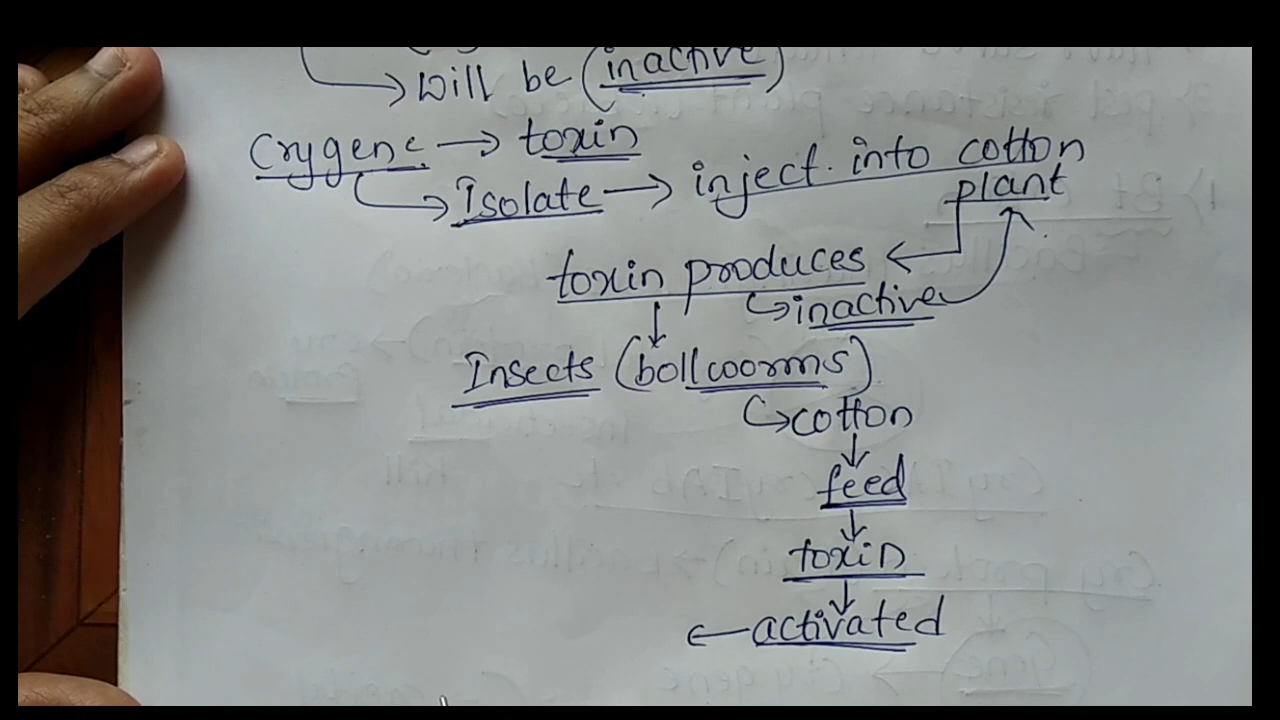 → will be (inactive)
crygene → toxin
↳ Isolate → inject into cotton
plant
toxin produces ←
↳ inactive
↓
Insects (bollworms)
↳ cotton
↓
feed
↓
toxin
↓
← activated